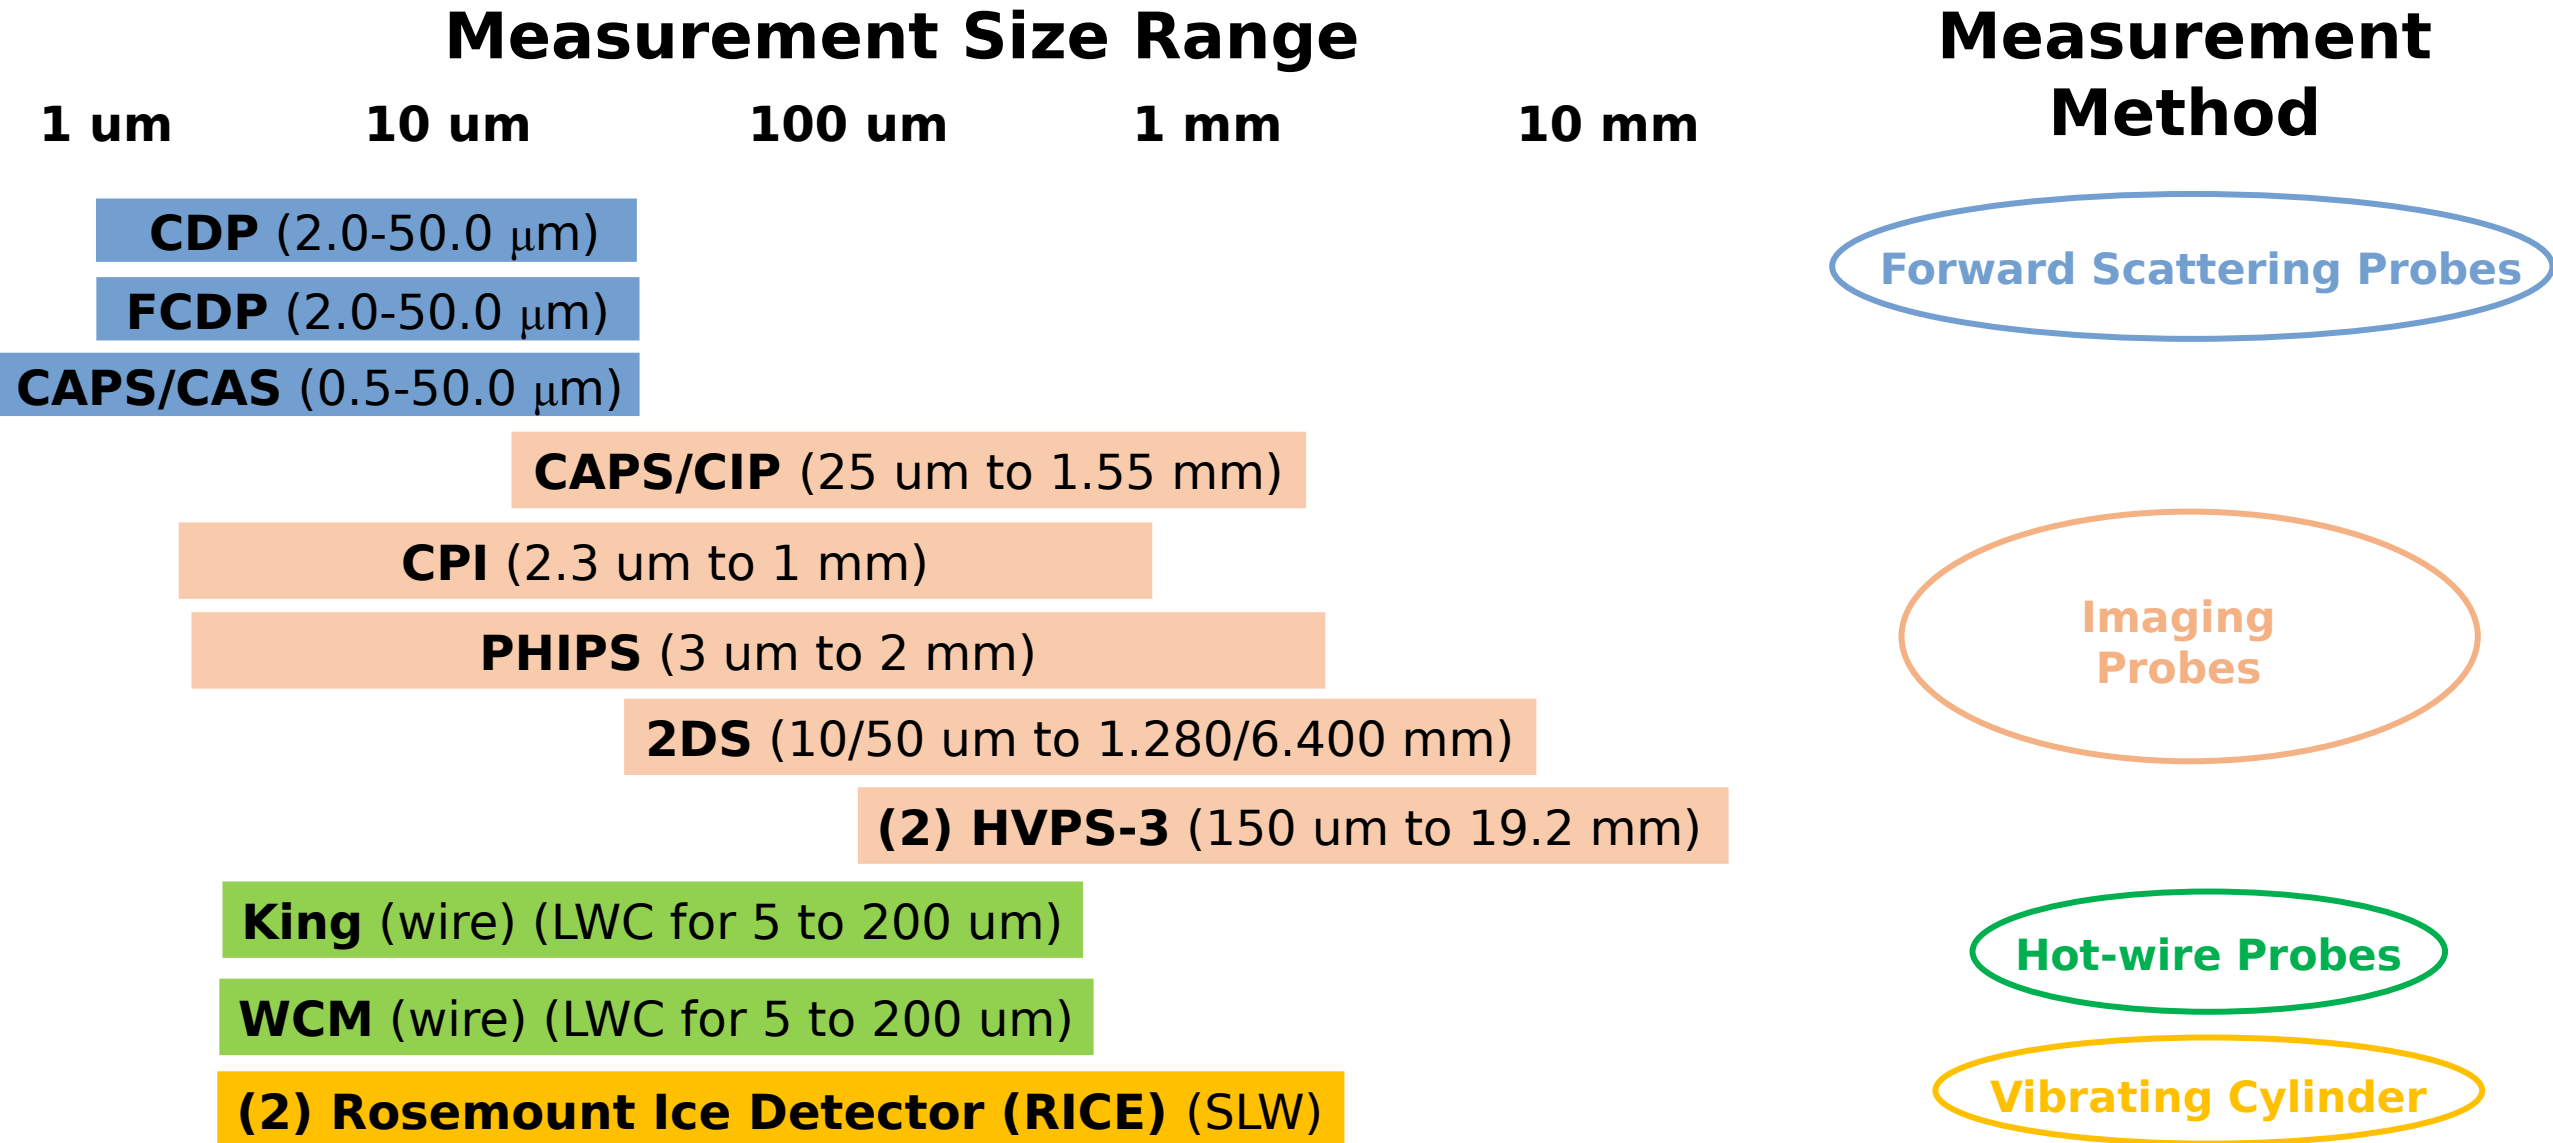 Measurement Size Range
Measurement
Method
1 um 10 um 100 um 1 mm 10 mm
CDP (2.0-50.0 μm)
Forward Scattering Probes
FCDP (2.0-50.0 μm)
CAPS/CAS (0.5-50.0 μm)
CAPS/CIP (25 um to 1.55 mm)
CPI (2.3 um to 1 mm)
PHIPS (3 um to 2 mm)
Imaging
Probes
2DS (10/50 um to 1.280/6.400 mm)
(2) HVPS-3 (150 um to 19.2 mm)
King (wire) (LWC for 5 to 200 um)
Hot-wire Probes
WCM (wire) (LWC for 5 to 200 um)
(2) Rosemount Ice Detector (RICE) (SLW)
Vibrating Cylinder